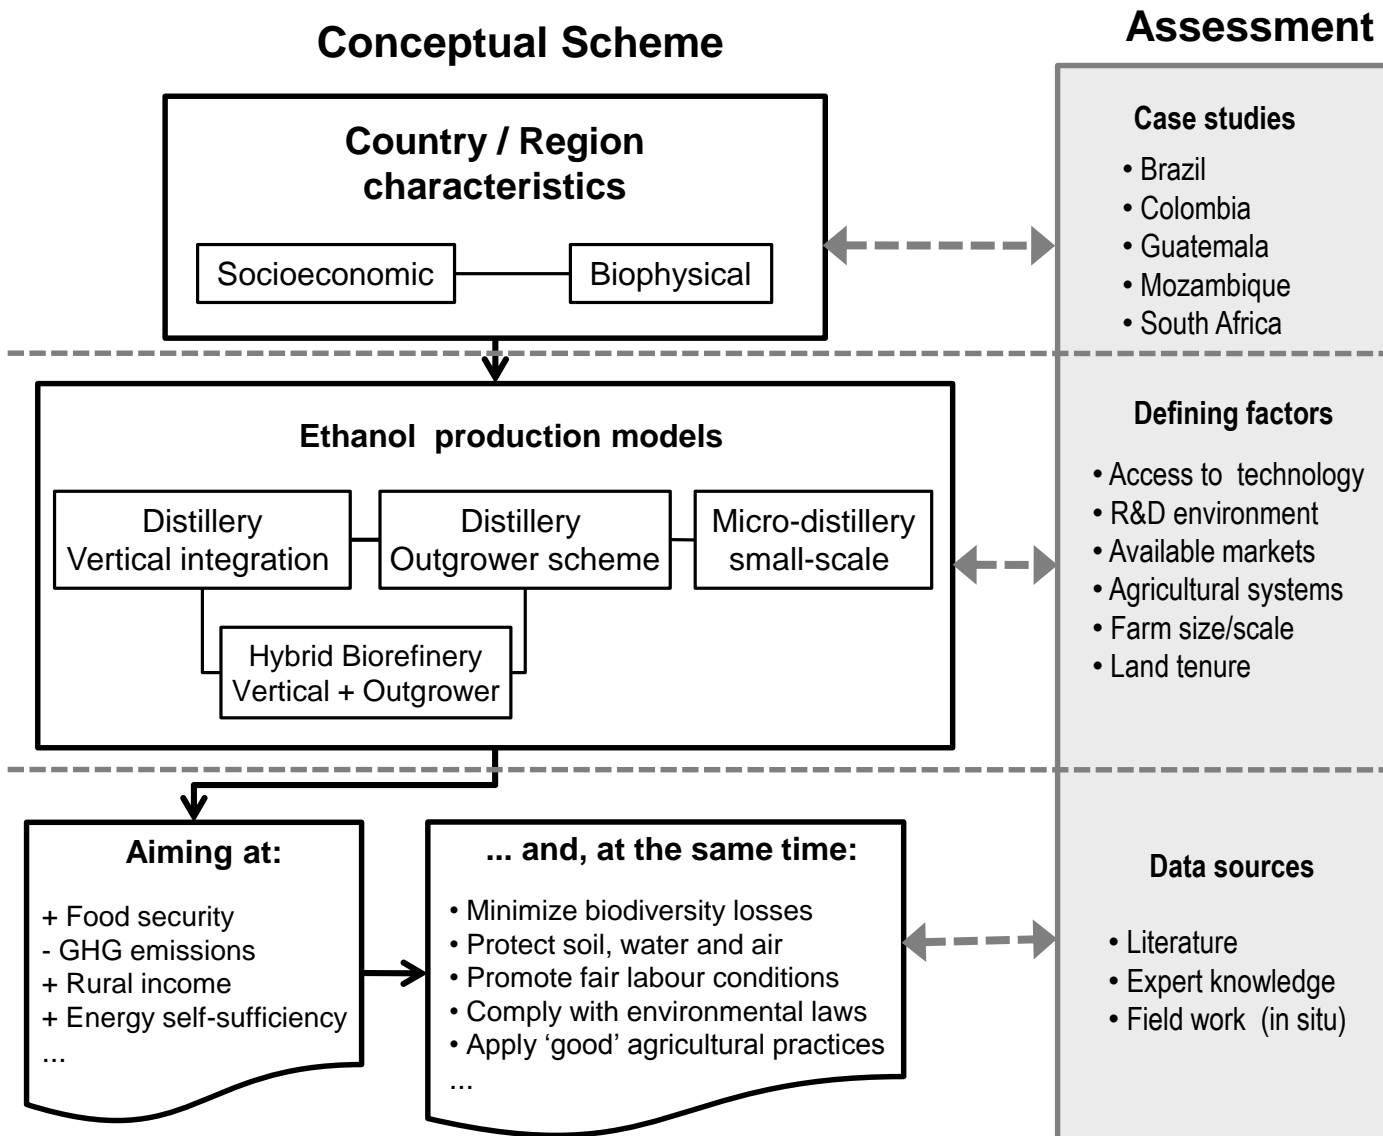 Conceptual Scheme
Assessment
Country / Region
characteristics
Socioeconomic
Biophysical
Case studies
• Brazil
• Colombia
• Guatemala
• Mozambique
• South Africa
Ethanol production models
Distillery
Vertical integration
Distillery
Outgrower scheme
Micro-distillery
small-scale
Hybrid Biorefinery
Vertical + Outgrower
Defining factors
• Access to technology
• R&D environment
• Available markets
• Agricultural systems
• Farm size/scale
• Land tenure
Aiming at:
+ Food security
- GHG emissions
+ Rural income
+ Energy self-sufficiency
...
... and, at the same time:
• Minimize biodiversity losses
• Protect soil, water and air
• Promote fair labour conditions
• Comply with environmental laws
• Apply ‘good’ agricultural practices
...
Data sources
• Literature
• Expert knowledge
• Field work (in situ)